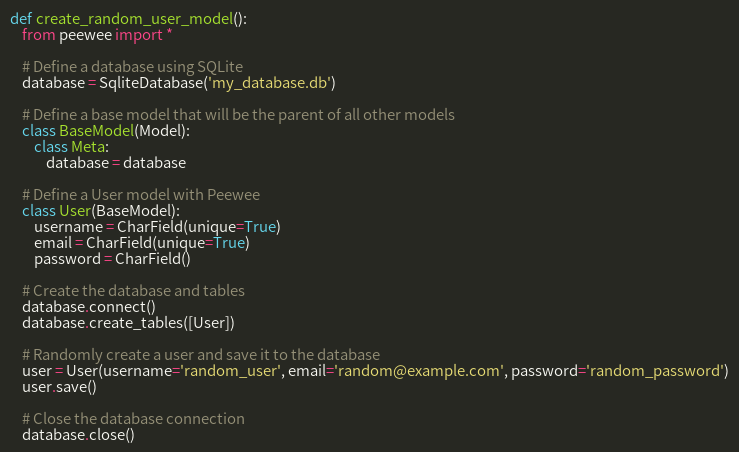 def create_random_user_model():
    from peewee import *

    # Define a database using SQLite
    database = SqliteDatabase('my_database.db')

    # Define a base model that will be the parent of all other models
    class BaseModel(Model):
        class Meta:
            database = database

    # Define a User model with Peewee
    class User(BaseModel):
        username = CharField(unique=True)
        email = CharField(unique=True)
        password = CharField()

    # Create the database and tables
    database.connect()
    database.create_tables([User])

    # Randomly create a user and save it to the database
    user = User(username='random_user', email='random@example.com', password='random_password')
    user.save()

    # Close the database connection
    database.close()